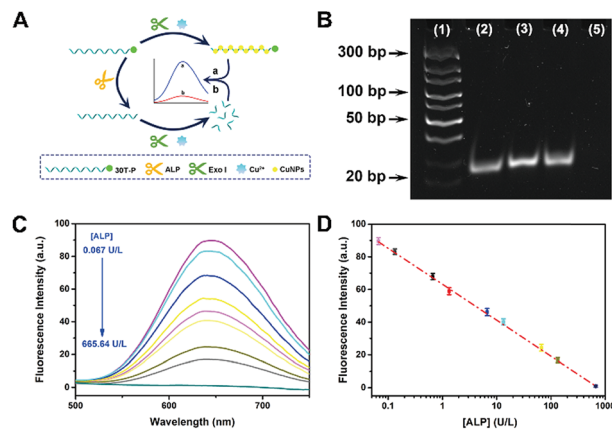 A
a
b
a
b
30T-P
ALP
Exo I
Cu²⁺
CuNPs
B
(1) (2) (3) (4) (5)
300 bp
100 bp
50 bp
20 bp
C
100
80
60
40
20
0
Fluorescence Intensity (a.u.)
[ALP]
0.067 U/L
665.64 U/L
500 600 700
Wavelength (nm)
D
100
80
60
40
20
0
Fluorescence Intensity (a.u.)
0.1 1 10 100 1000
[ALP] (U/L)